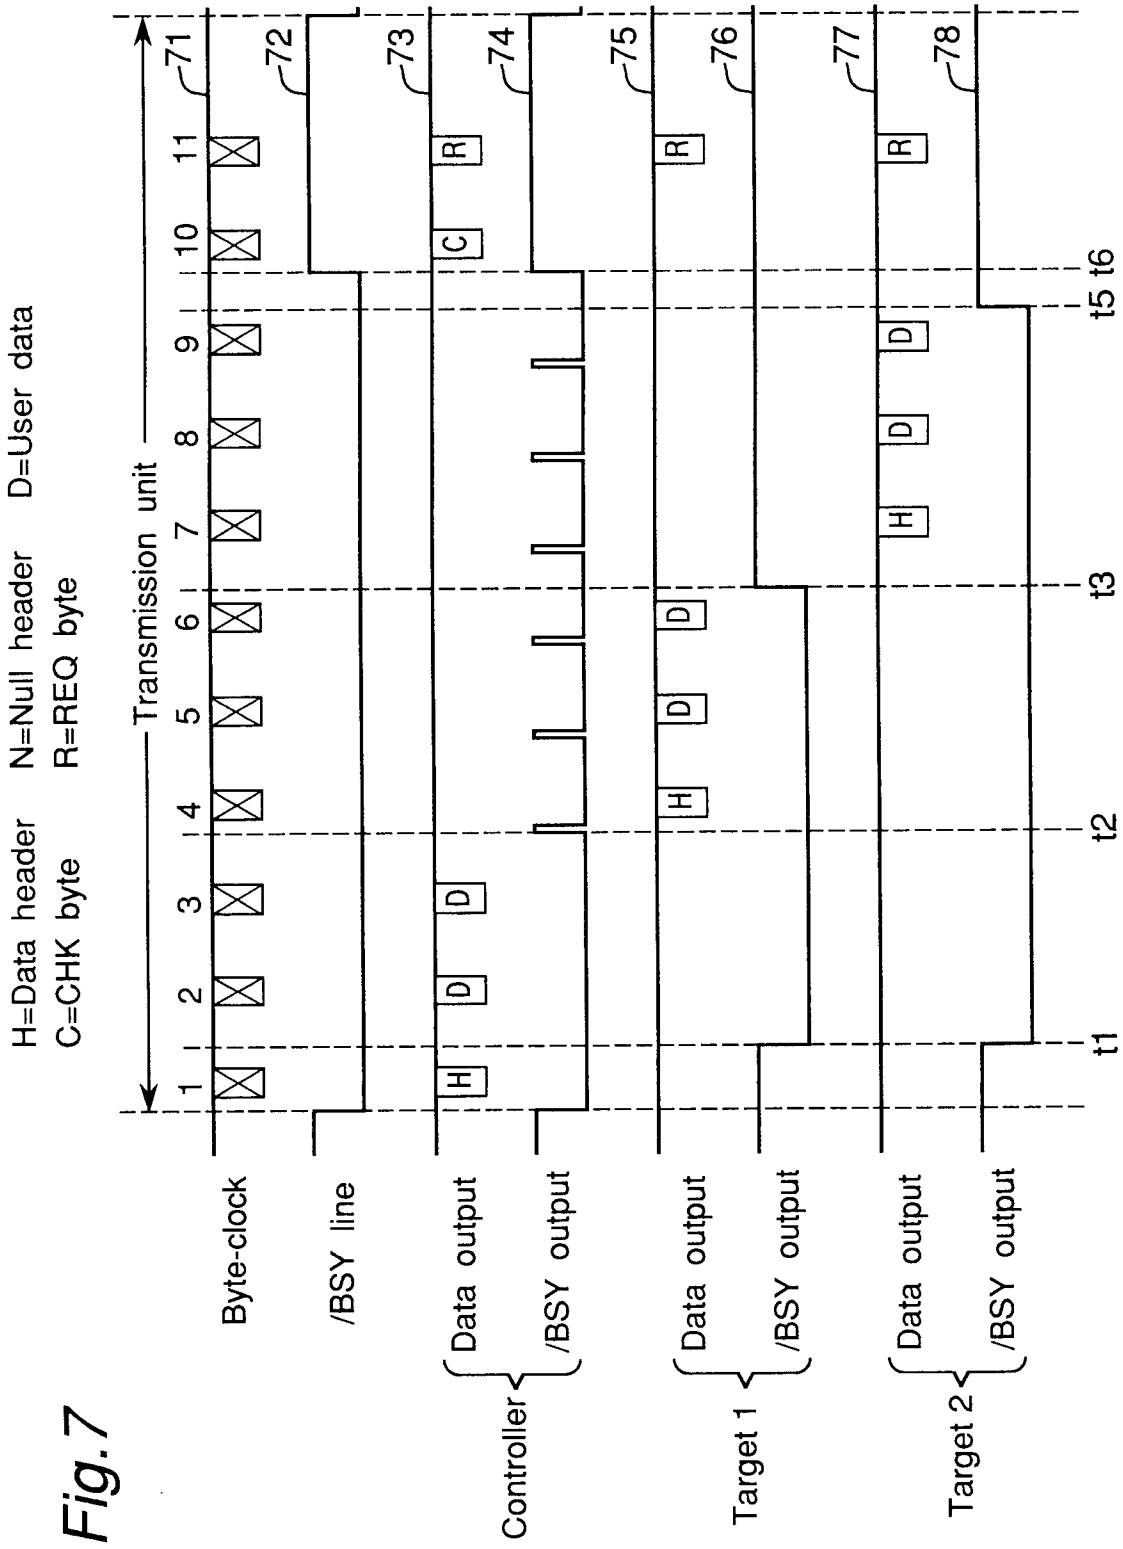 Fig.7
H=Data header N=Null header D=User data
C=CHK byte R=REQ byte
Transmission unit
1 2 3 4 5 6 7 8 9 10 11
Byte-clock
71
/BSY line
72
Controller
Data output
H D D C R
73
/BSY output
74
Target 1
Data output
H D D R
75
/BSY output
76
Target 2
Data output
H D D R
77
/BSY output
78
t1 t2 t3 t5 t6